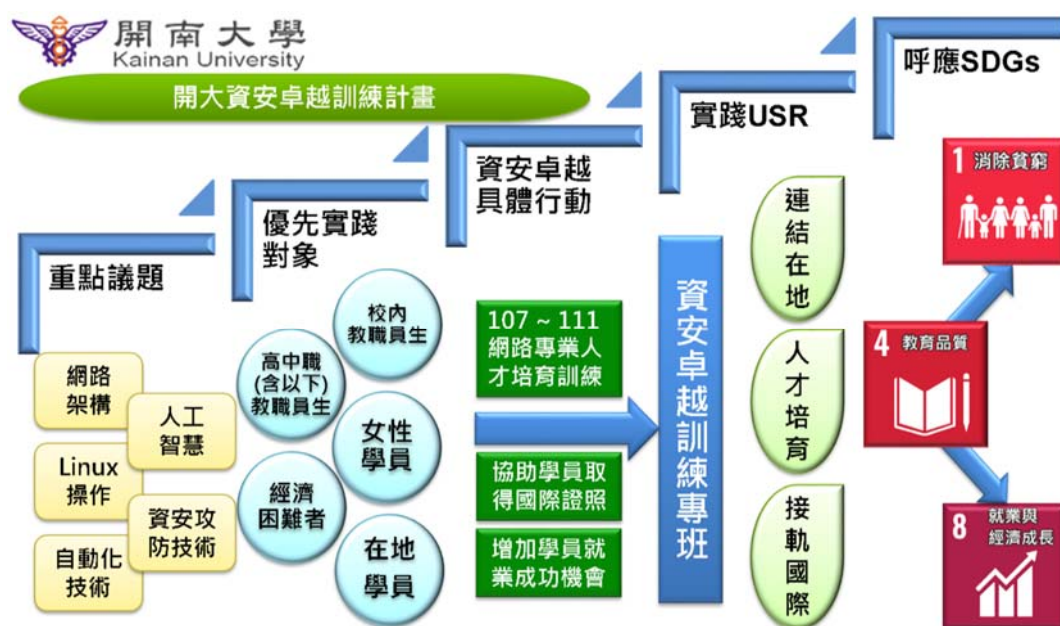 開南大學
Kainan University
開大資安卓越訓練計畫
重點議題
網路
架構
人工
智慧
Linux
操作
資安攻
防技術
自動化
技術
優先實踐
對象
校內
教職員生
高中職
(含以下)
教職員生
女性
學員
經濟
困難者
在地
學員
資安卓越
具體行動
107 ~ 111
網路專業人
才培育訓練
協助學員取
得國際證照
增加學員就
業成功機會
資安卓越訓練專班
實踐USR
連結在地
人才培育
接軌國際
呼應SDGs
1 消除貧窮
4 教育品質
8 就業與
經濟成長